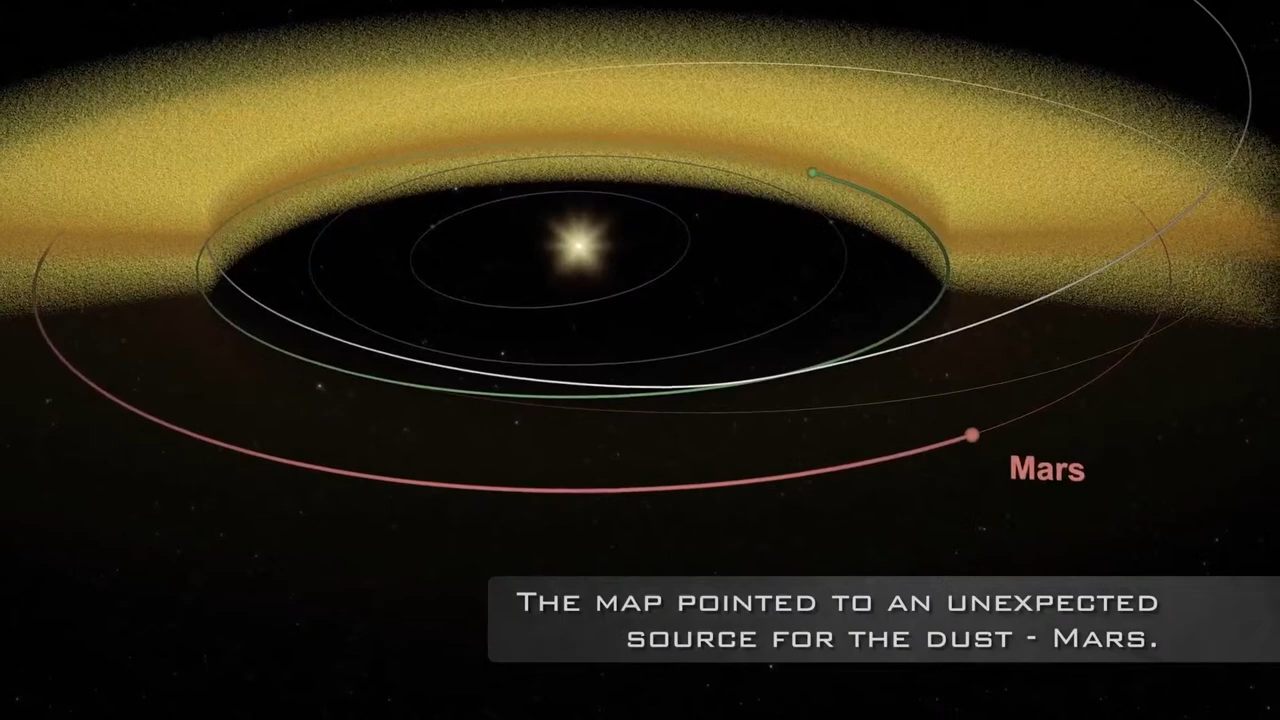 Mars
The map pointed to an unexpected
source for the dust - Mars.